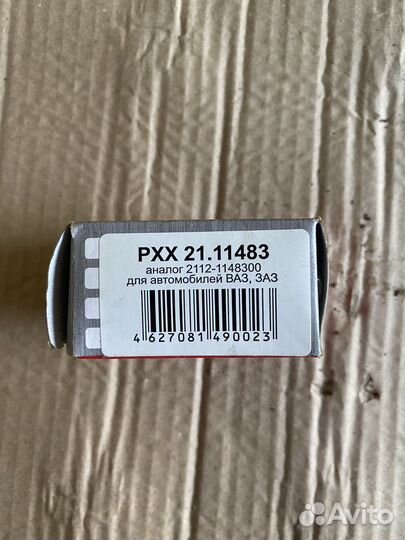 РХХ 21.11483
аналог 2112-1148300
для автомобилей ВАЗ, ЗАЗ
4 627081 490023
Avito